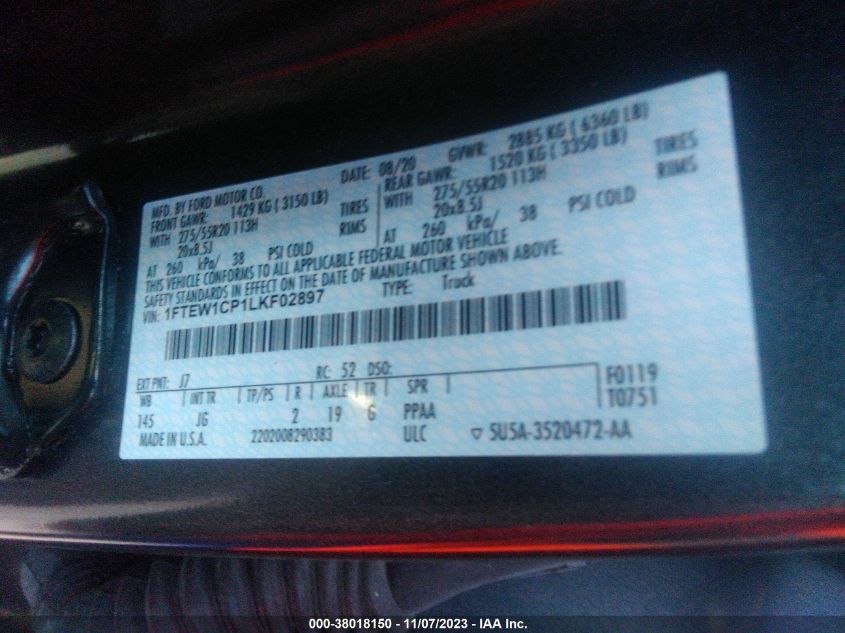 MFD. BY FORD MOTOR CO. DATE: 08/20 GVWR: 2885 KG ( 6360 LB)
FRONT GAWR: 1429 KG ( 3150 LB) REAR GAWR: 1520 KG ( 3350 LB)
WITH 275/55R20 113H TIRES WITH 275/55R20 113H TIRES
20x8.5J RIMS 20x8.5J RIMS
AT 260 kPa/ 38 PSI COLD AT 260 kPa/ 38 PSI COLD
THIS VEHICLE CONFORMS TO ALL APPLICABLE FEDERAL MOTOR VEHICLE
SAFETY STANDARDS IN EFFECT ON THE DATE OF MANUFACTURE SHOWN ABOVE.
VIN: 1FTEW1CP1LKF02897 TYPE: Truck
EXT PNT: J7 RC: 52 DSO: F0119
WB INT TR TP/PS R AXLE TR SPR T0751
145 JG 2 19 G PPAA
MADE IN U.S.A. 2202008290383 ULC ▽ 5U5A-3520472-AA
000-38018150 - 11/07/2023 - IAA Inc.